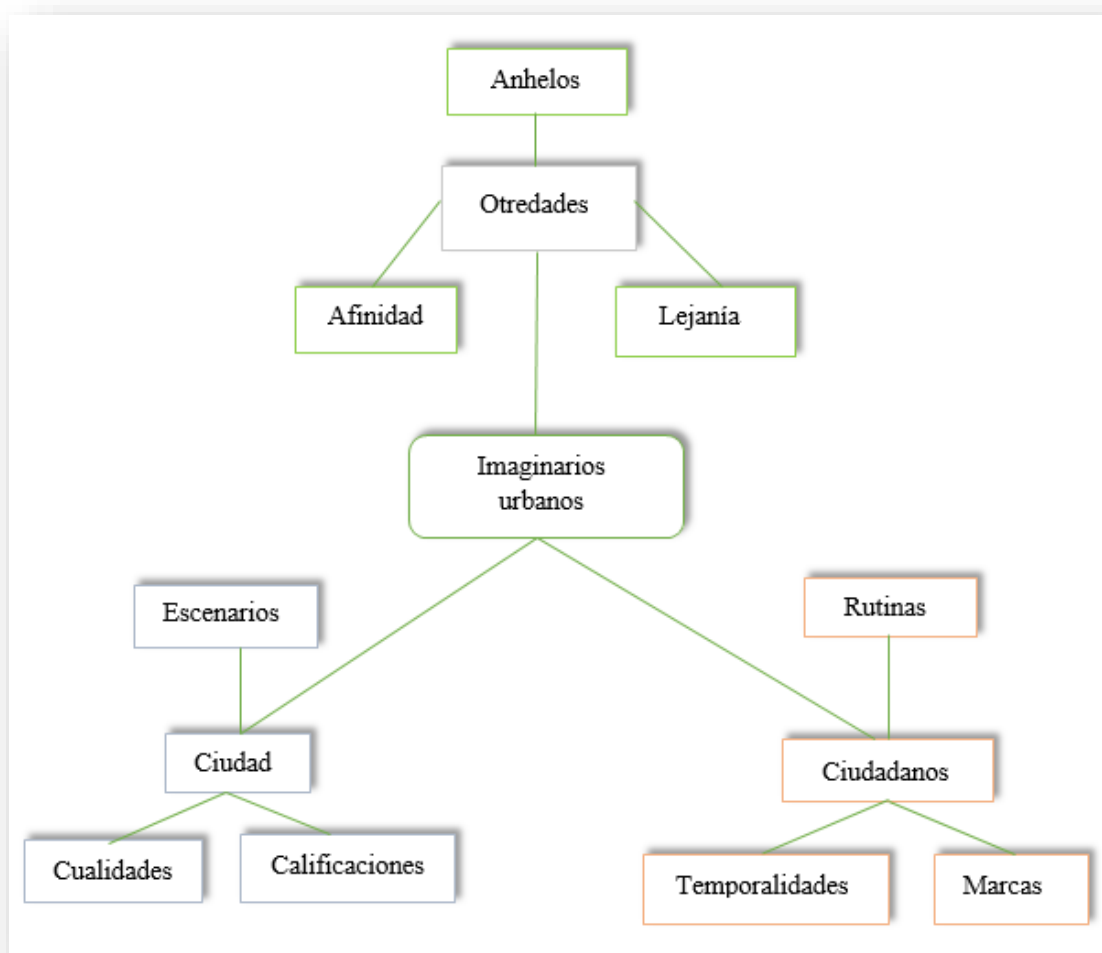 Anhelos
Otredades
Afinidad
Lejanía
Imaginarios
urbanos
Escenarios
Rutinas
Ciudad
Ciudadanos
Cualidades
Calificaciones
Temporalidades
Marcas